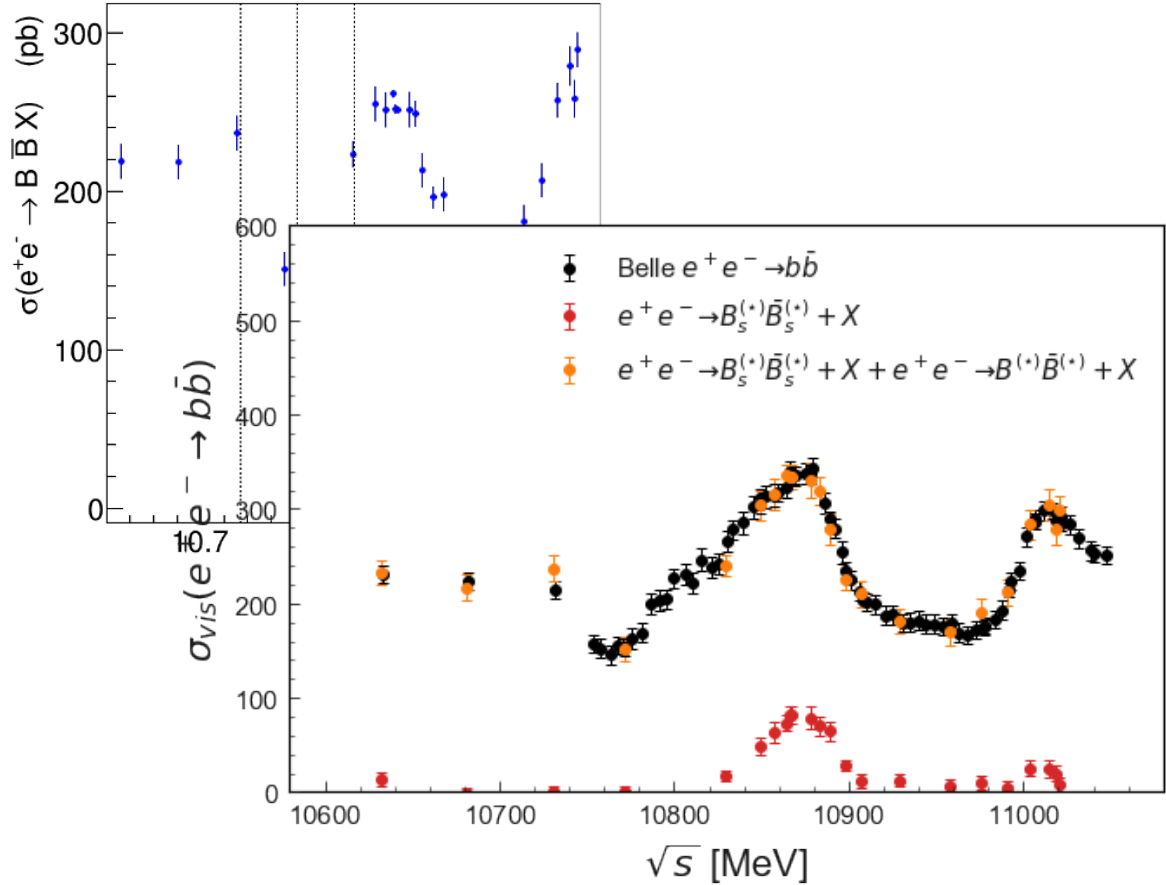 σ(e⁺e⁻ → B B̄ X) (pb)
300
200
100
0
10.7
σ_vis(e e⁻ → bb̄)
600
500
400
300
200
100
0
Belle e⁺e⁻→bb̄
e⁺e⁻→B_s^(*)B̄_s^(*) + X
e⁺e⁻→B_s^(*)B̄_s^(*) + X + e⁺e⁻→B^(*)B̄^(*) + X
10600 10700 10800 10900 11000
√s [MeV]